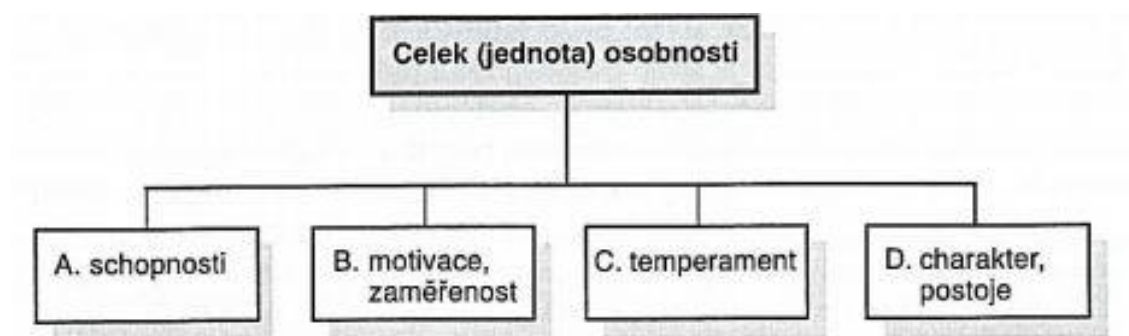 Celek (jednota) osobnosti
A. schopnosti
B. motivace,
zaměřenost
C. temperament
D. charakter,
postoje